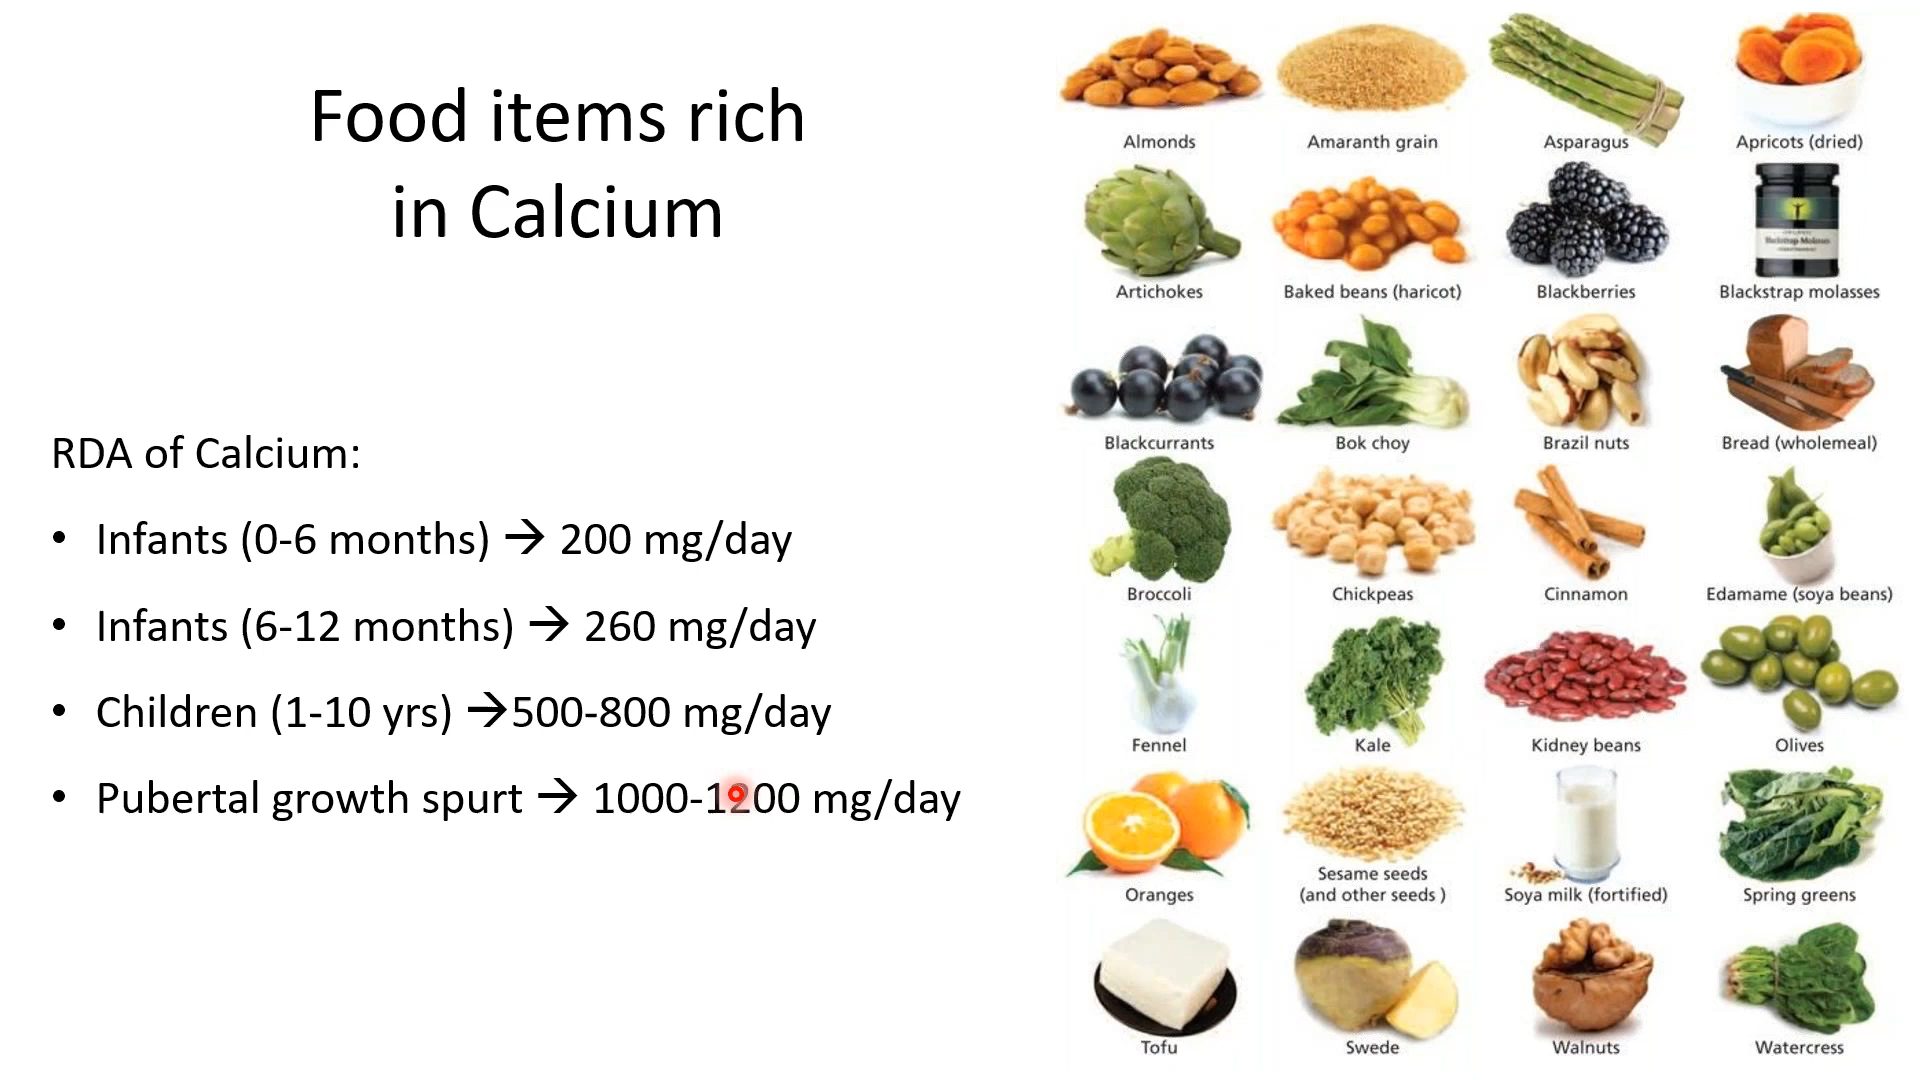 Food items rich
in Calcium
RDA of Calcium:
• Infants (0-6 months) → 200 mg/day
• Infants (6-12 months) → 260 mg/day
• Children (1-10 yrs) →500-800 mg/day
• Pubertal growth spurt → 1000-1200 mg/day
Almonds
Amaranth grain
Asparagus
Apricots (dried)
Artichokes
Baked beans (haricot)
Blackberries
Blackstrap Molasses
Blackstrap molasses
Blackcurrants
Bok choy
Brazil nuts
Bread (wholemeal)
Broccoli
Chickpeas
Cinnamon
Edamame (soya beans)
Fennel
Kale
Kidney beans
Olives
Oranges
Sesame seeds
(and other seeds )
Soya milk (fortified)
Spring greens
Tofu
Swede
Walnuts
Watercress